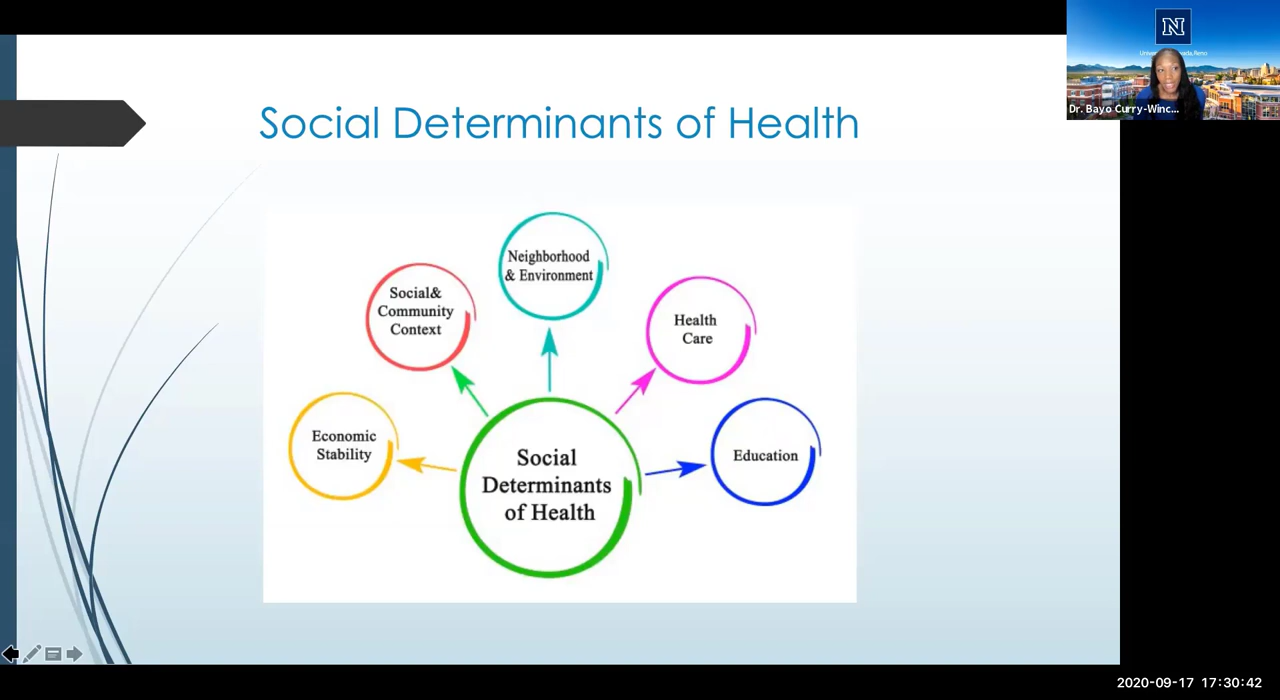 Social Determinants of Health
N
Dr. Bayo Curry-Winc...
Neighborhood
& Environment
Social&
Community
Context
Health
Care
Economic
Stability
Education
Social
Determinants
of Health
2020-09-17 17:30:42